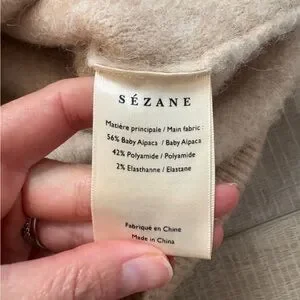 SÉZANE
Matière principale / Main fabric :
56% Baby Alpaca / Baby Alpaca
42% Polyamide / Polyamide
2% Elasthanne / Elastane
Fabriqué en Chine
Made in China